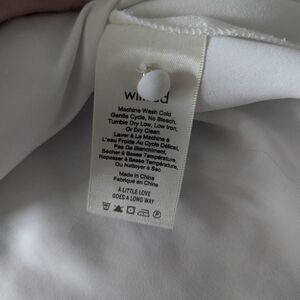 Machine Wash Cold
Gentle Cycle, No Bleach,
Tumble Dry Low, Low Iron,
Or Dry Clean
Laver à La Machine à
L'eau Froide Au Cycle Délicat,
Pas De Blanchiment,
Sécher à Basse Température,
Repasser à Basse Température,
Ou Nettoyer à Sec
Made in China
Fabriqué en Chine
A LITTLE LOVE
GOES A LONG WAY